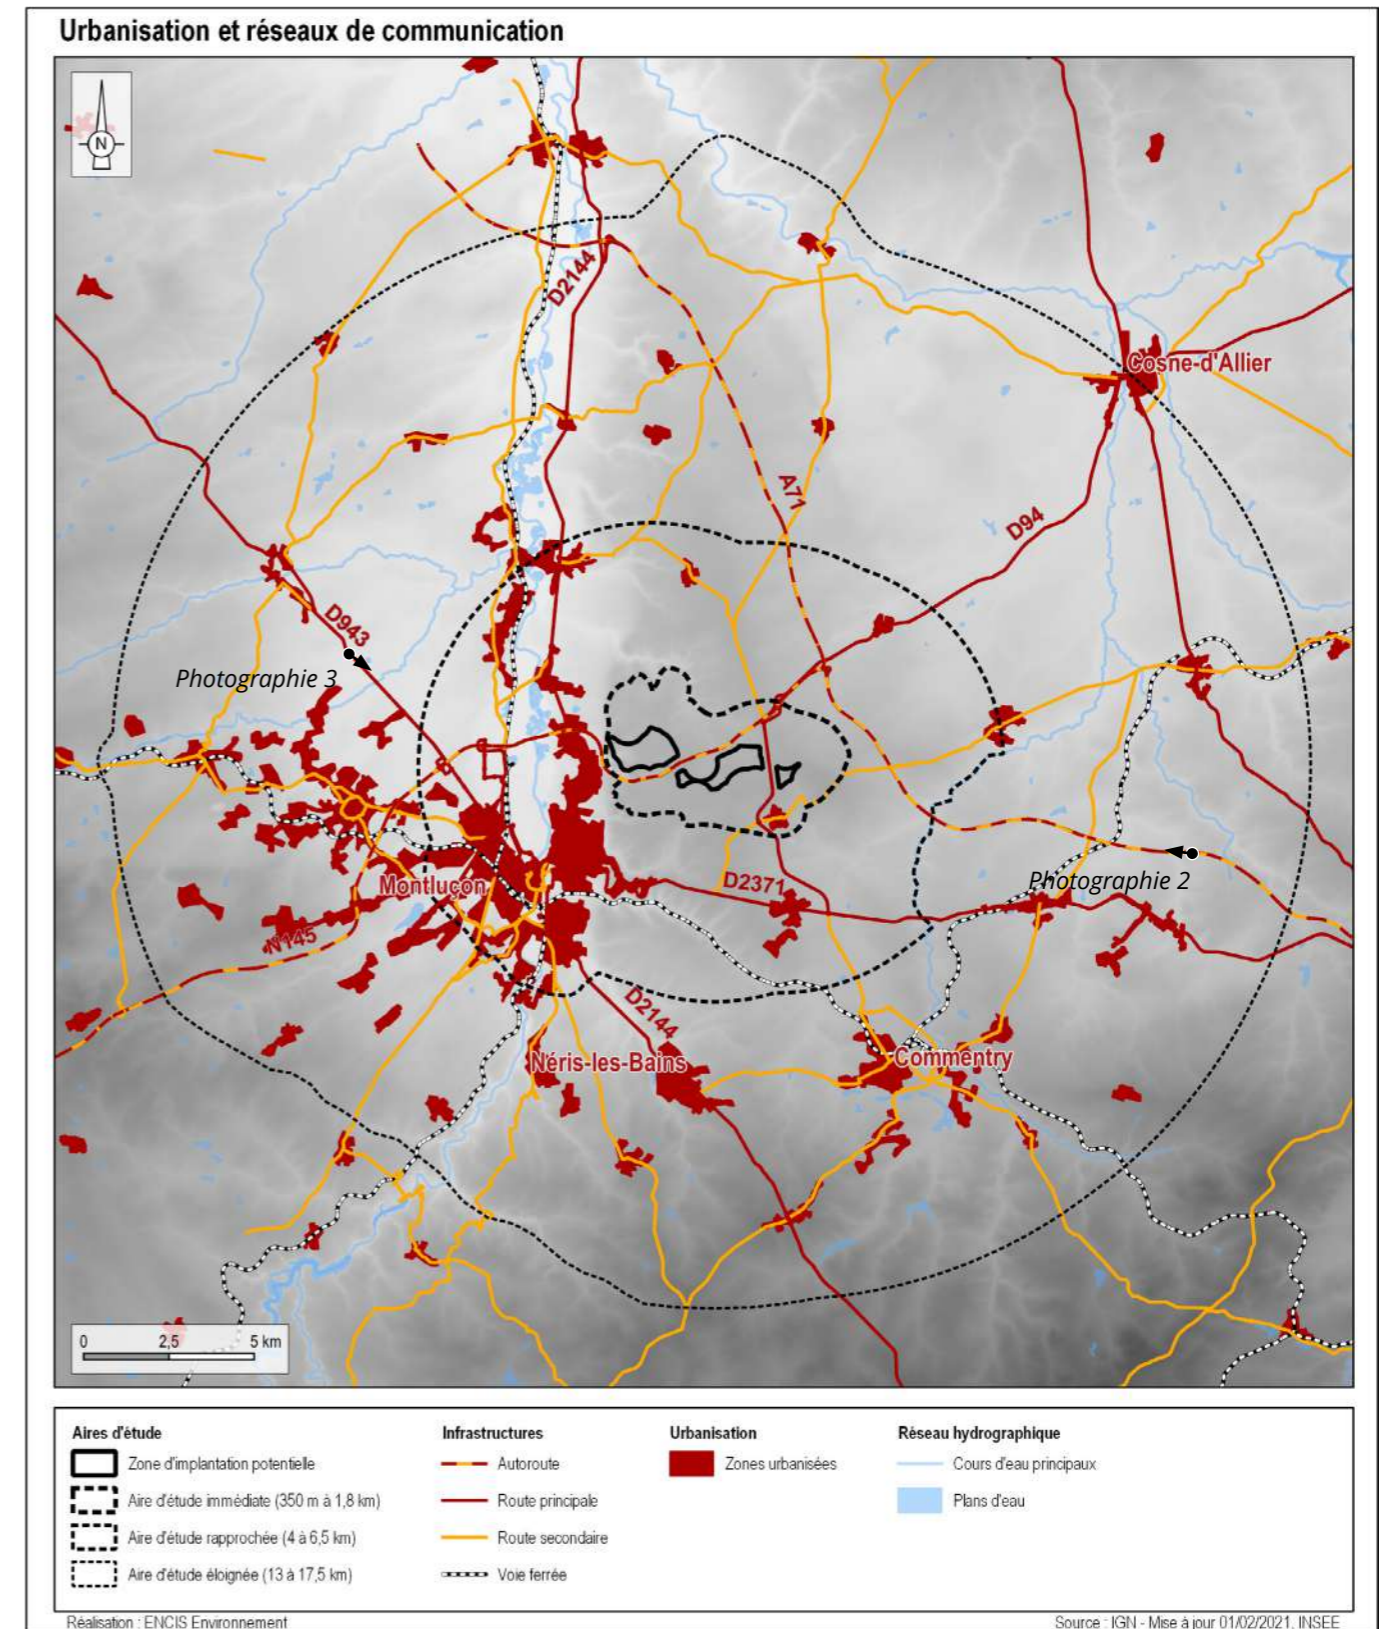 Urbanisation et réseaux de communication
N
D2144
Cosne-d'Allier
A71
D94
D943
Photographie 3
Photographie 2
D2371
Montluçon
N145
D2144
Néris-les-Bains
Commentry
0 2,5 5 km
Aires d'étude
Zone d'implantation potentielle
Aire d'étude immédiate (350 m à 1,8 km)
Aire d'étude rapprochée (4 à 6,5 km)
Aire d'étude éloignée (13 à 17,5 km)
Infrastructures
Autoroute
Route principale
Route secondaire
Voie ferrée
Urbanisation
Zones urbanisées
Réseau hydrographique
Cours d'eau principaux
Plans d'eau
Réalisation : ENCIS Environnement
Source : IGN - Mise à jour 01/02/2021, INSEE